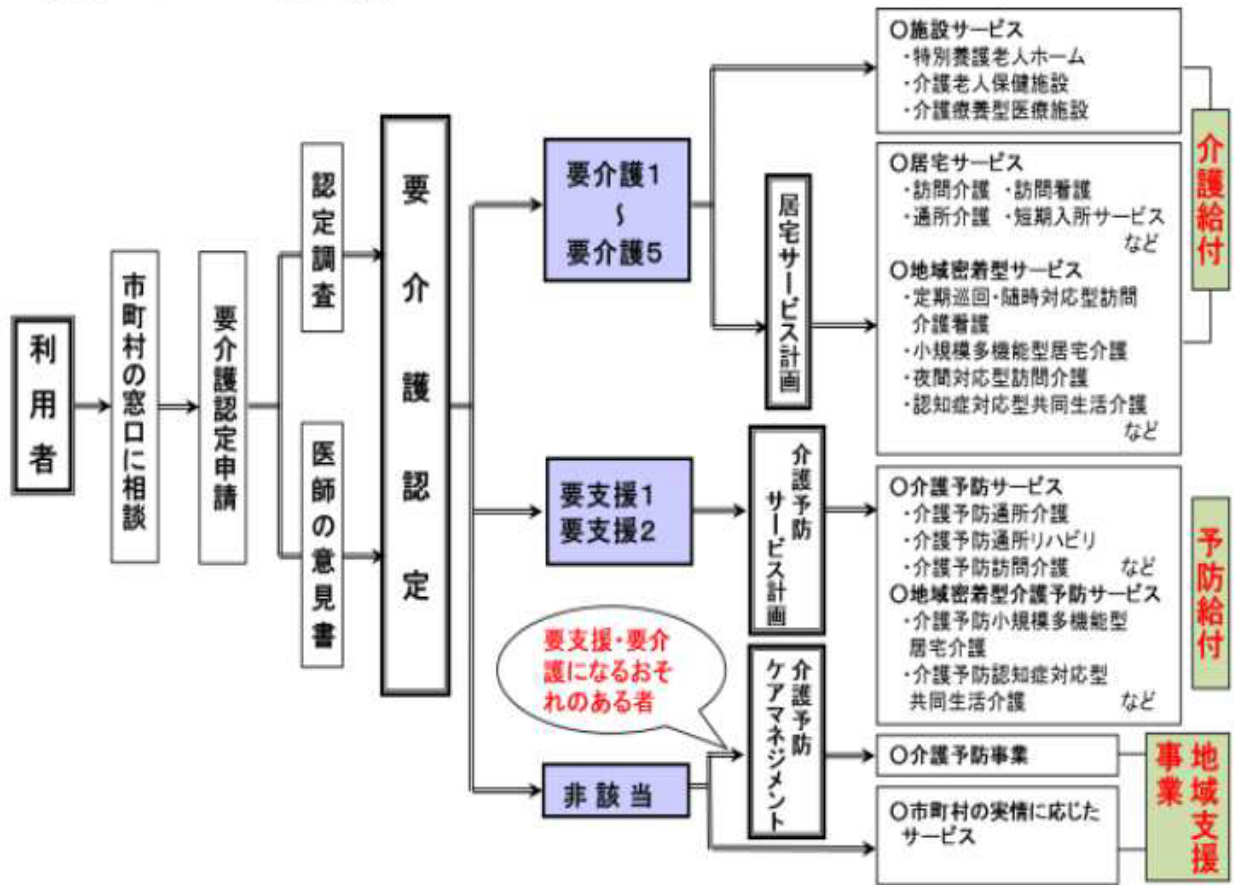 利用者
市町村の窓口に相談
要介護認定申請
認定調査
医師の意見書
要介護認定
要介護1
〜
要介護5
要支援1
要支援2
要支援・要介
護になるおそ
れのある者
非該当
居宅サービス計画
介護予防
サービス計画
介護予防
ケアマネジメント
○施設サービス
・特別養護老人ホーム
・介護老人保健施設
・介護療養型医療施設
○居宅サービス
・訪問介護 ・訪問看護
・通所介護 ・短期入所サービス
など
○地域密着型サービス
・定期巡回・随時対応型訪問
介護看護
・小規模多機能型居宅介護
・夜間対応型訪問介護
・認知症対応型共同生活介護
など
介護給付
○介護予防サービス
・介護予防通所介護
・介護予防通所リハビリ
・介護予防訪問介護 など
○地域密着型介護予防サービス
・介護予防小規模多機能型
居宅介護
・介護予防認知症対応型
共同生活介護 など
予防給付
○介護予防事業
○市町村の実情に応じた
サービス
地域支援
事業